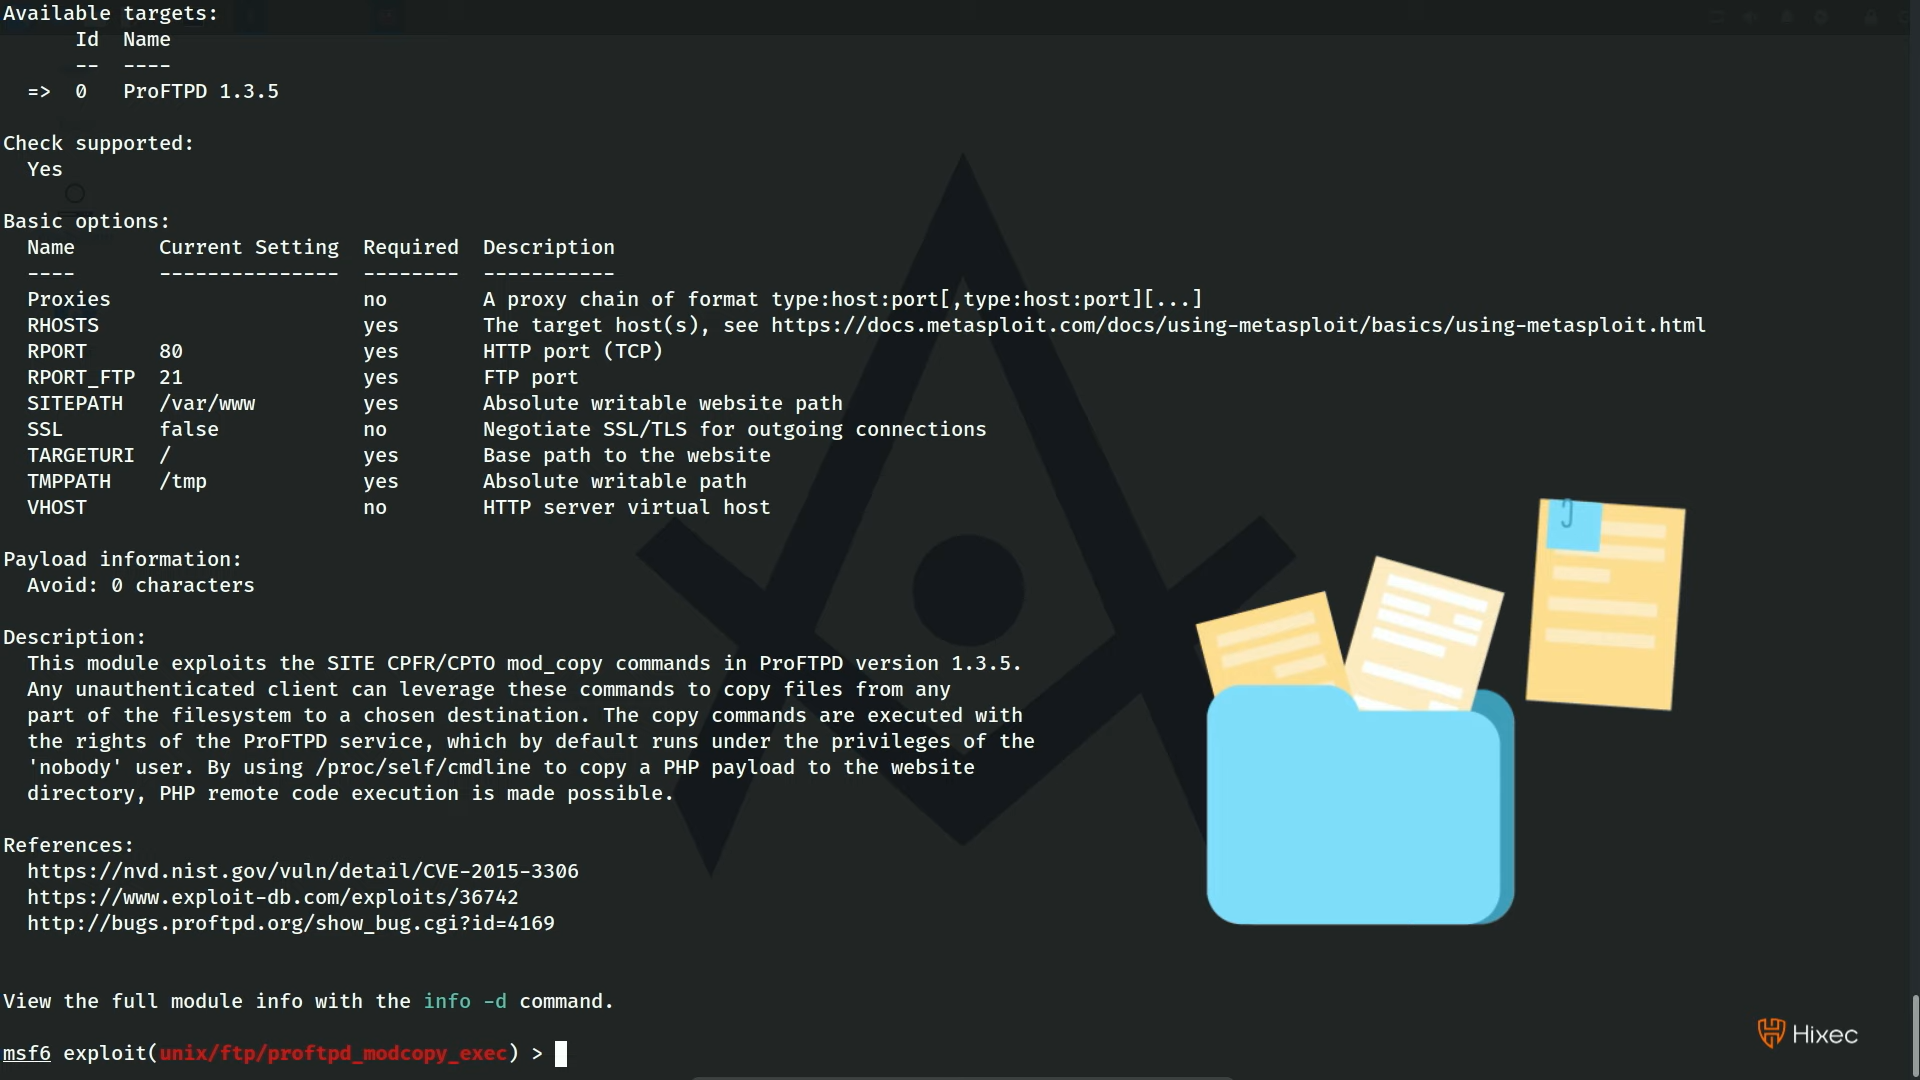 Available targets:
      Id  Name
      --  ----
  =>  0   ProFTPD 1.3.5

Check supported:
  Yes

Basic options:
  Name       Current Setting  Required  Description
  ----       ---------------  --------  -----------
  Proxies                     no        A proxy chain of format type:host:port[,type:host:port][...]
  RHOSTS                      yes       The target host(s), see https://docs.metasploit.com/docs/using-metasploit/basics/using-metasploit.html
  RPORT      80               yes       HTTP port (TCP)
  RPORT_FTP  21               yes       FTP port
  SITEPATH   /var/www         yes       Absolute writable website path
  SSL        false            no        Negotiate SSL/TLS for outgoing connections
  TARGETURI  /                yes       Base path to the website
  TMPPATH    /tmp             yes       Absolute writable path
  VHOST                       no        HTTP server virtual host

Payload information:
  Avoid: 0 characters

Description:
  This module exploits the SITE CPFR/CPTO mod_copy commands in ProFTPD version 1.3.5.
  Any unauthenticated client can leverage these commands to copy files from any
  part of the filesystem to a chosen destination. The copy commands are executed with
  the rights of the ProFTPD service, which by default runs under the privileges of the
  'nobody' user. By using /proc/self/cmdline to copy a PHP payload to the website
  directory, PHP remote code execution is made possible.

References:
  https://nvd.nist.gov/vuln/detail/CVE-2015-3306
  https://www.exploit-db.com/exploits/36742
  http://bugs.proftpd.org/show_bug.cgi?id=4169

View the full module info with the info -d command.

msf6 exploit(unix/ftp/proftpd_modcopy_exec) >
Hixec